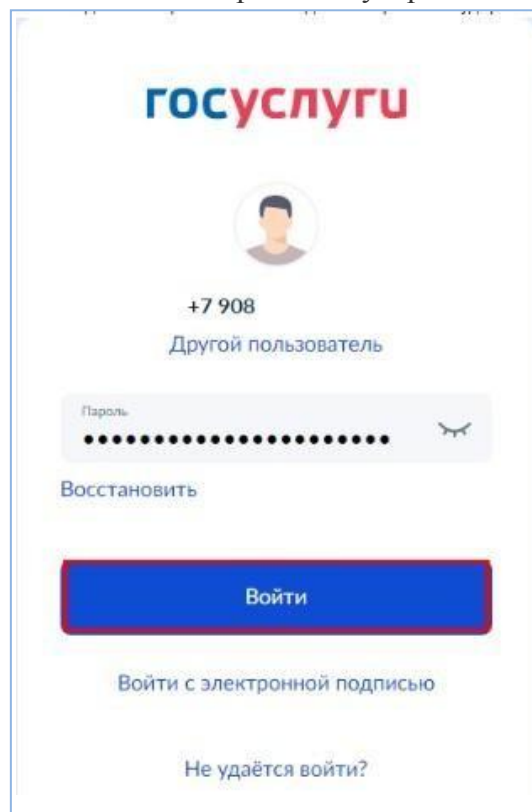 госуслуги
+7 908
Другой пользователь
Пароль
••••••••••••••••••••••
Восстановить
Войти
Войти с электронной подписью
Не удаётся войти?